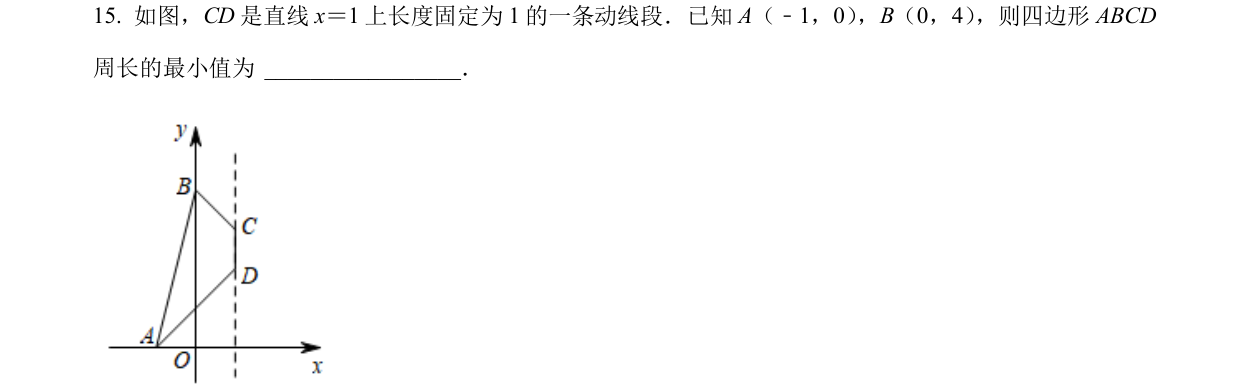 15. 如图，CD 是直线 x＝1 上长度固定为 1 的一条动线段．已知 A（﹣1，0），B（0，4），则四边形 ABCD
周长的最小值为 ________________．
y
B
C
D
A
O
x